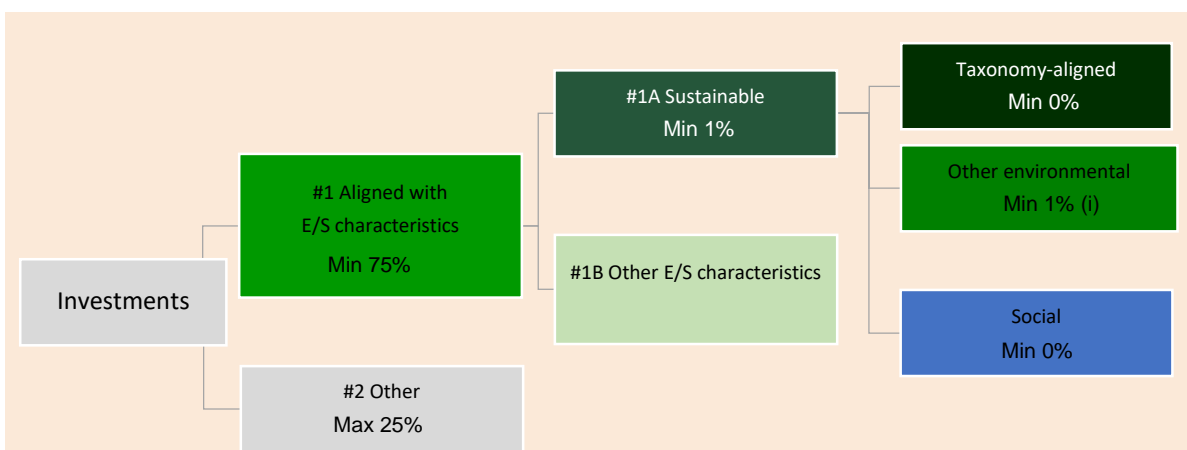 Investments
#1 Aligned with
E/S characteristics
Min 75%
#2 Other
Max 25%
#1A Sustainable
Min 1%
#1B Other E/S characteristics
Taxonomy-aligned
Min 0%
Other environmental
Min 1% (i)
Social
Min 0%